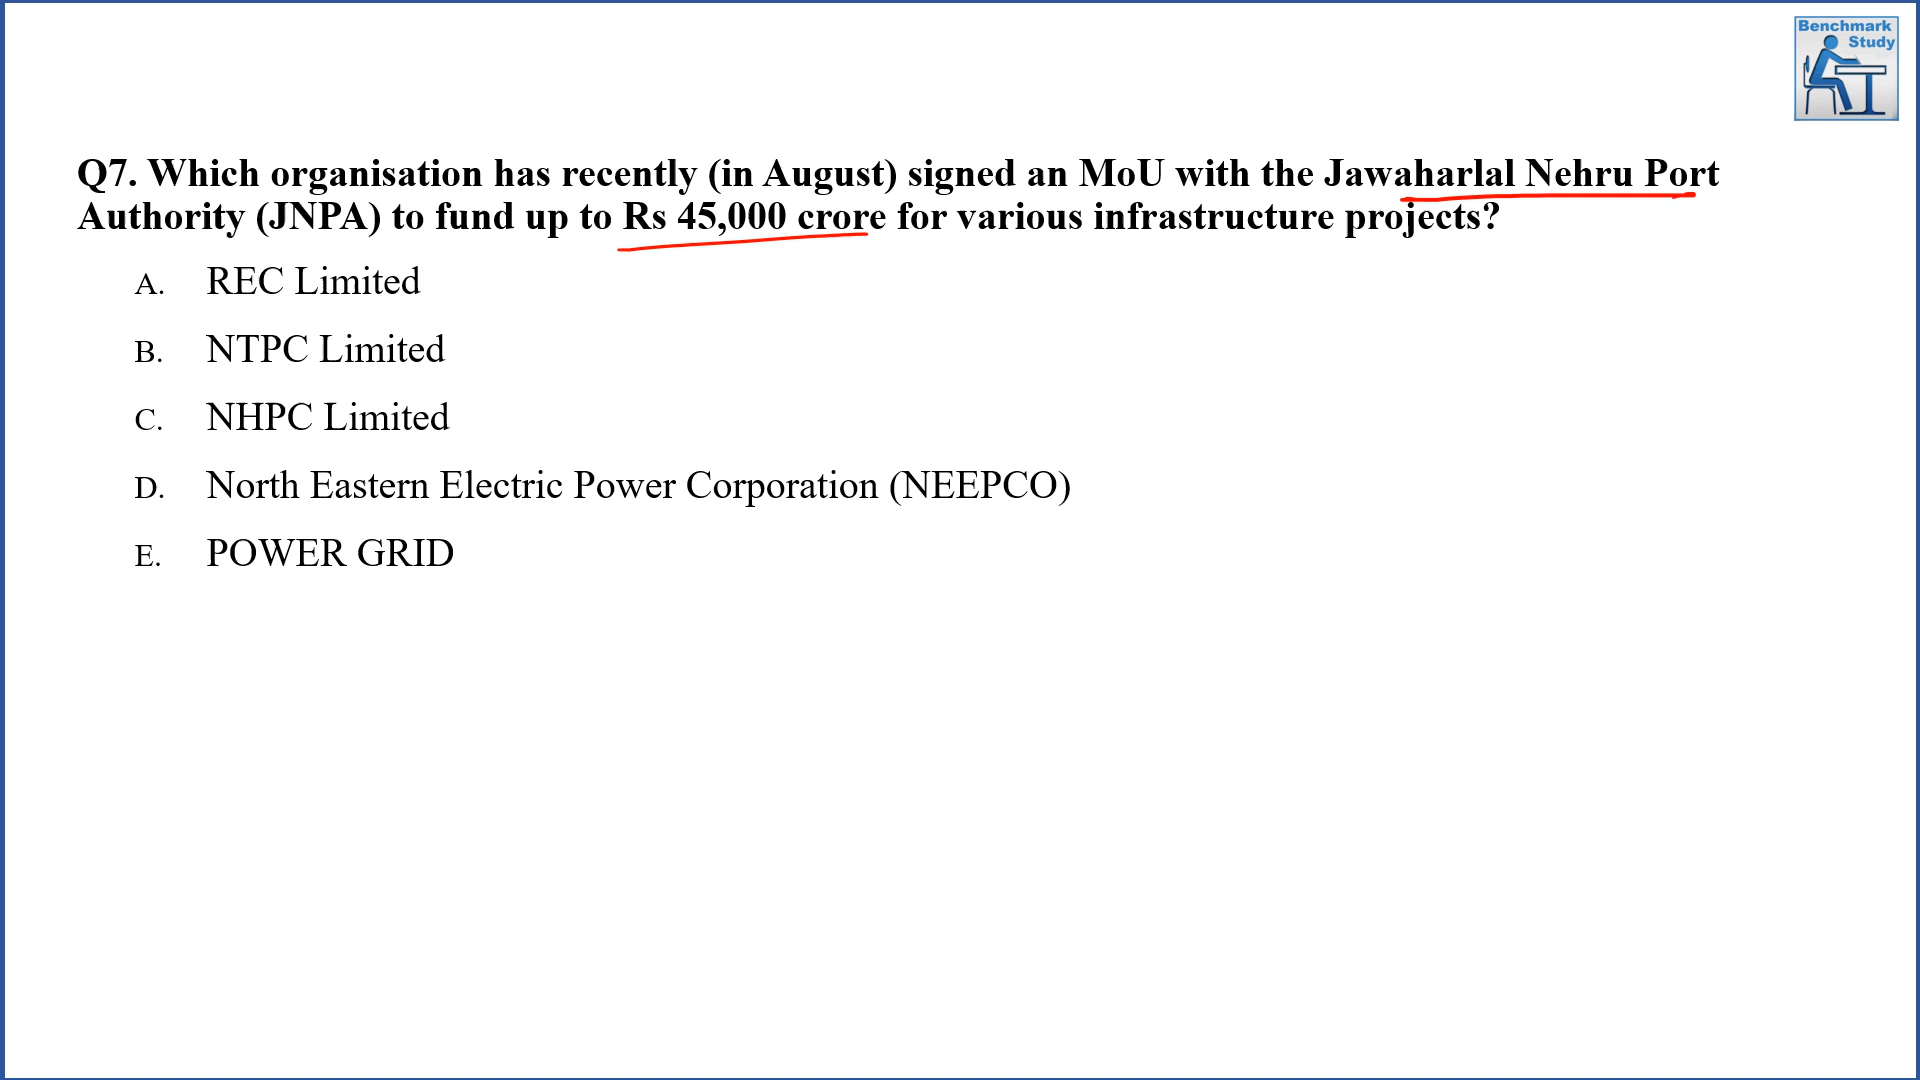 Benchmark
Study
Q7. Which organisation has recently (in August) signed an MoU with the Jawaharlal Nehru Port
Authority (JNPA) to fund up to Rs 45,000 crore for various infrastructure projects?
A. REC Limited
B. NTPC Limited
C. NHPC Limited
D. North Eastern Electric Power Corporation (NEEPCO)
E. POWER GRID